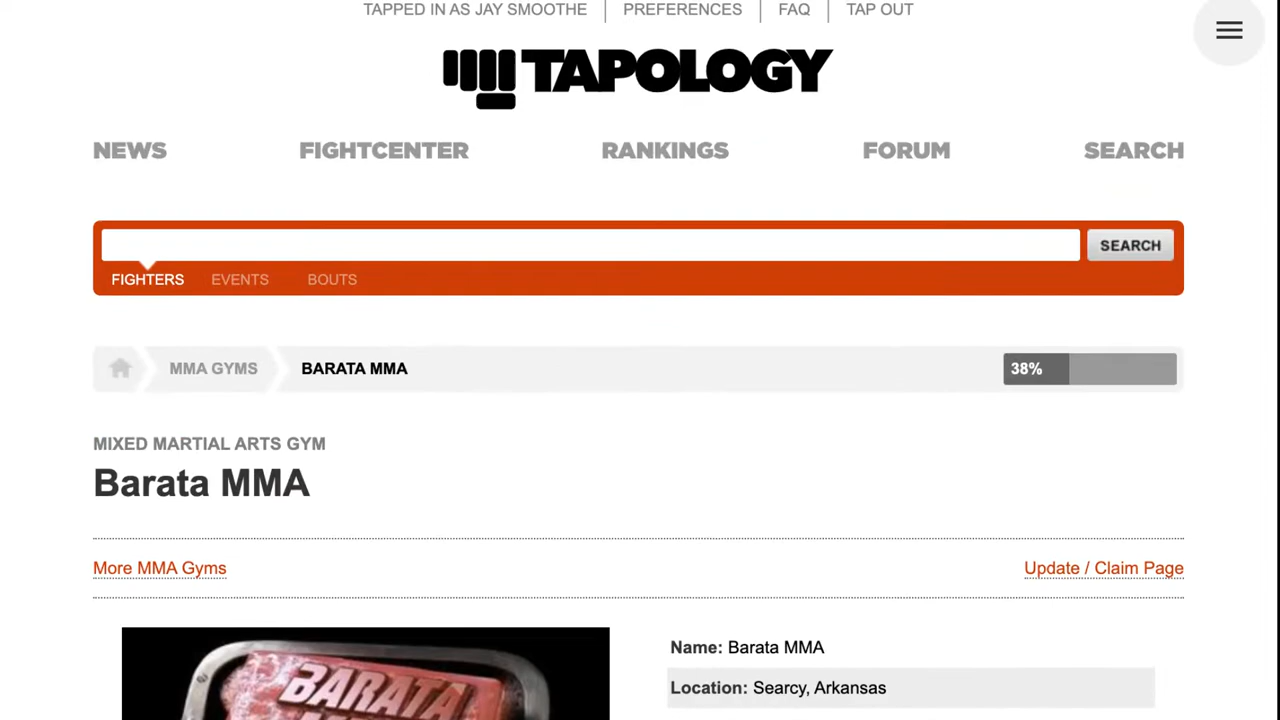 TAPPED IN AS JAY SMOOTHE PREFERENCES FAQ TAP OUT
TAPOLOGY
NEWS FIGHTCENTER RANKINGS FORUM SEARCH
SEARCH
FIGHTERS EVENTS BOUTS
MMA GYMS BARATA MMA 38%
MIXED MARTIAL ARTS GYM
Barata MMA
More MMA Gyms Update / Claim Page
Name: Barata MMA
Location: Searcy, Arkansas
BARATA